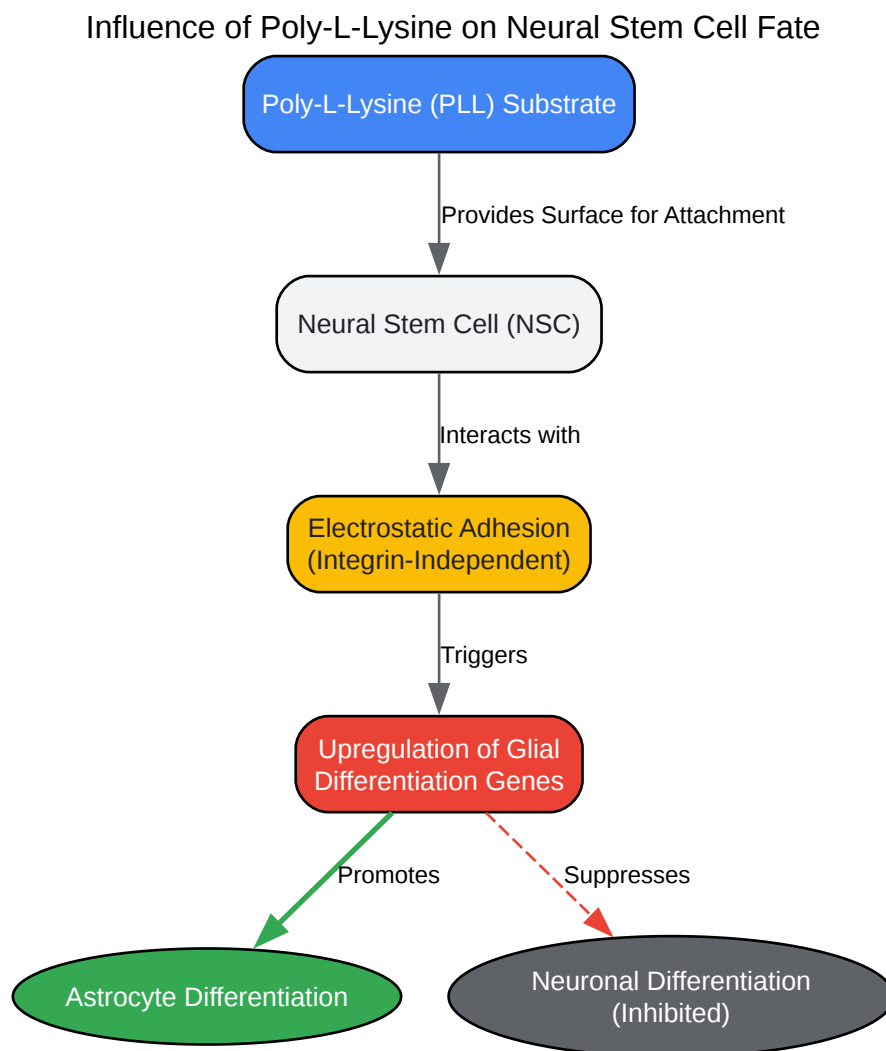 Influence of Poly-L-Lysine on Neural Stem Cell Fate
Poly-L-Lysine (PLL) Substrate
Provides Surface for Attachment
Neural Stem Cell (NSC)
Interacts with
Electrostatic Adhesion
(Integrin-Independent)
Triggers
Upregulation of Glial
Differentiation Genes
Promotes
Suppresses
Astrocyte Differentiation
Neuronal Differentiation
(Inhibited)